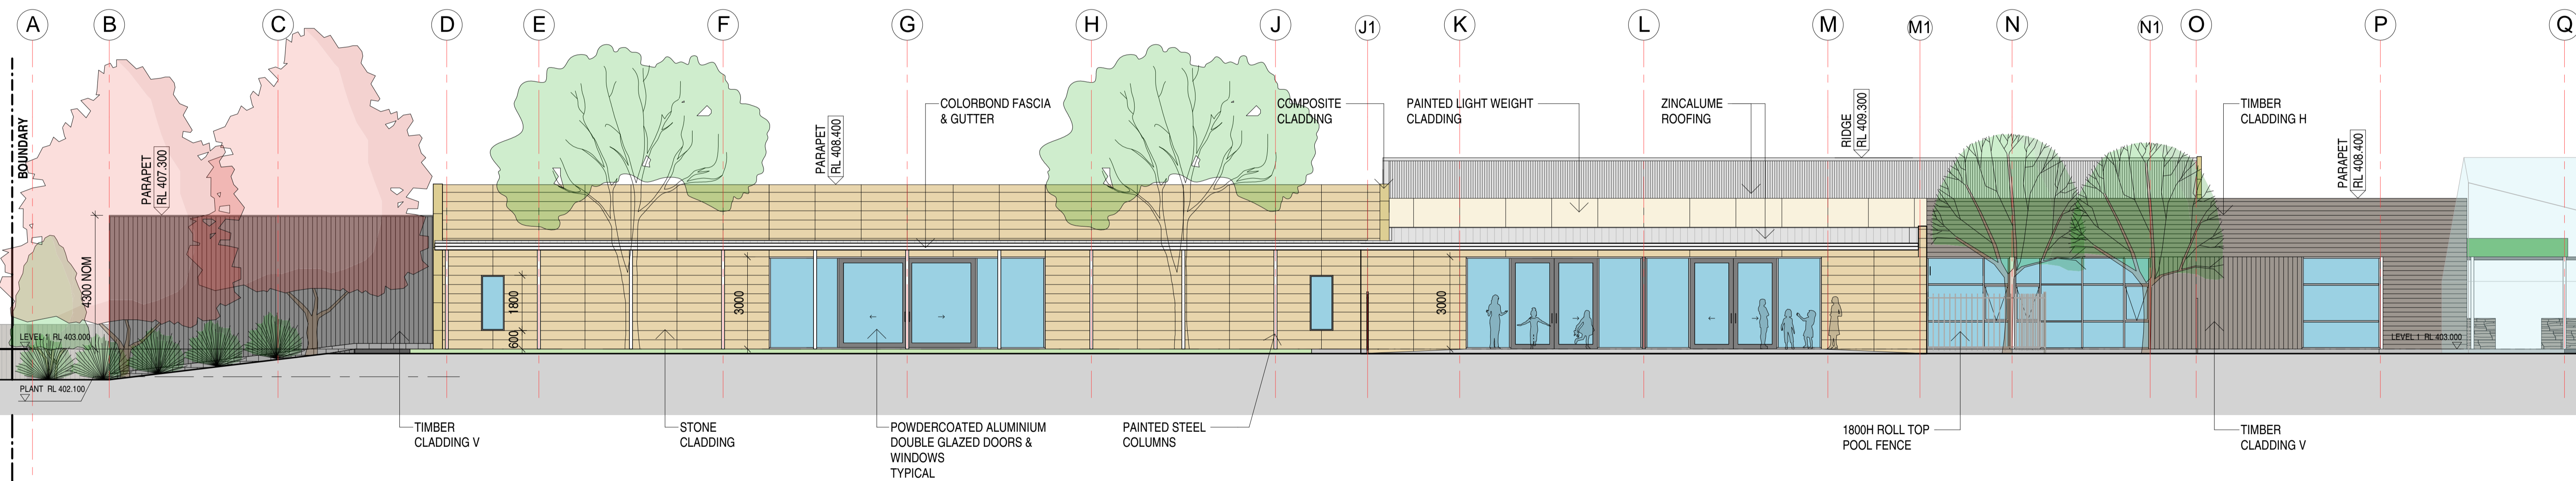 A
B
C
D
E
F
G
H
J
J1
K
L
M
M1
N
N1
O
P
Q
BOUNDARY
PARAPET
RL 407.300
4300 NOM
LEVEL 1 RL 403.000
PLANT RL 402.100
PARAPET
RL 408.400
COLORBOND FASCIA
& GUTTER
COMPOSITE
CLADDING
PAINTED LIGHT WEIGHT
CLADDING
ZINCALUME
ROOFING
RIDGE
RL 409.300
TIMBER
CLADDING H
PARAPET
RL 408.400
1800
600
3000
3000
LEVEL 1 RL 403.000
TIMBER
CLADDING V
STONE
CLADDING
POWDERCOATED ALUMINIUM
DOUBLE GLAZED DOORS &
WINDOWS
TYPICAL
PAINTED STEEL
COLUMNS
1800H ROLL TOP
POOL FENCE
TIMBER
CLADDING V